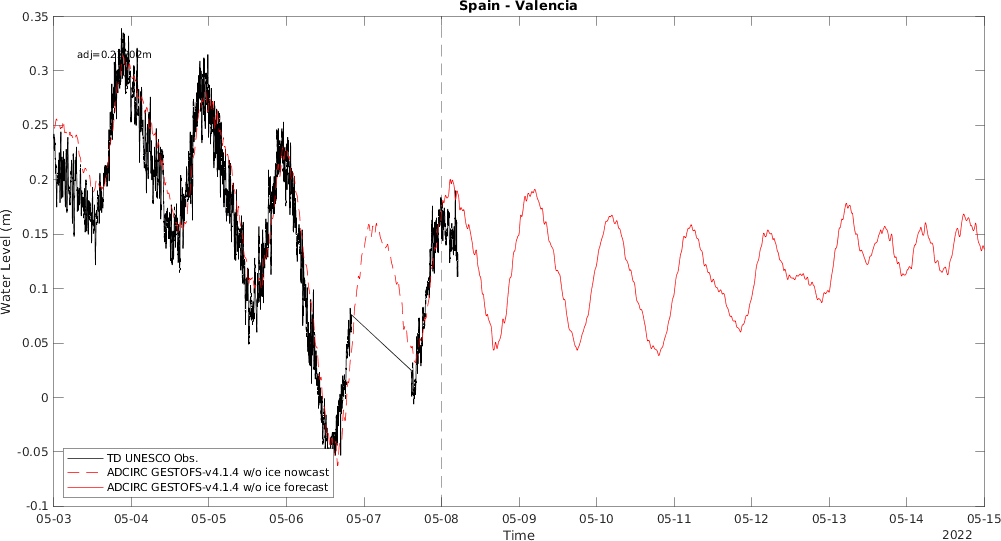 Spain - Valencia
0.35
0.3
0.25
0.2
0.15
0.1
0.05
0
-0.05
-0.1
Water Level (m)
TD UNESCO Obs.
ADCIRC GESTOFS-v4.1.4 w/o ice nowcast
ADCIRC GESTOFS-v4.1.4 w/o ice forecast
05-03 05-04 05-05 05-06 05-07 05-08 05-09 05-10 05-11 05-12 05-13 05-14 05-15
Time
2022